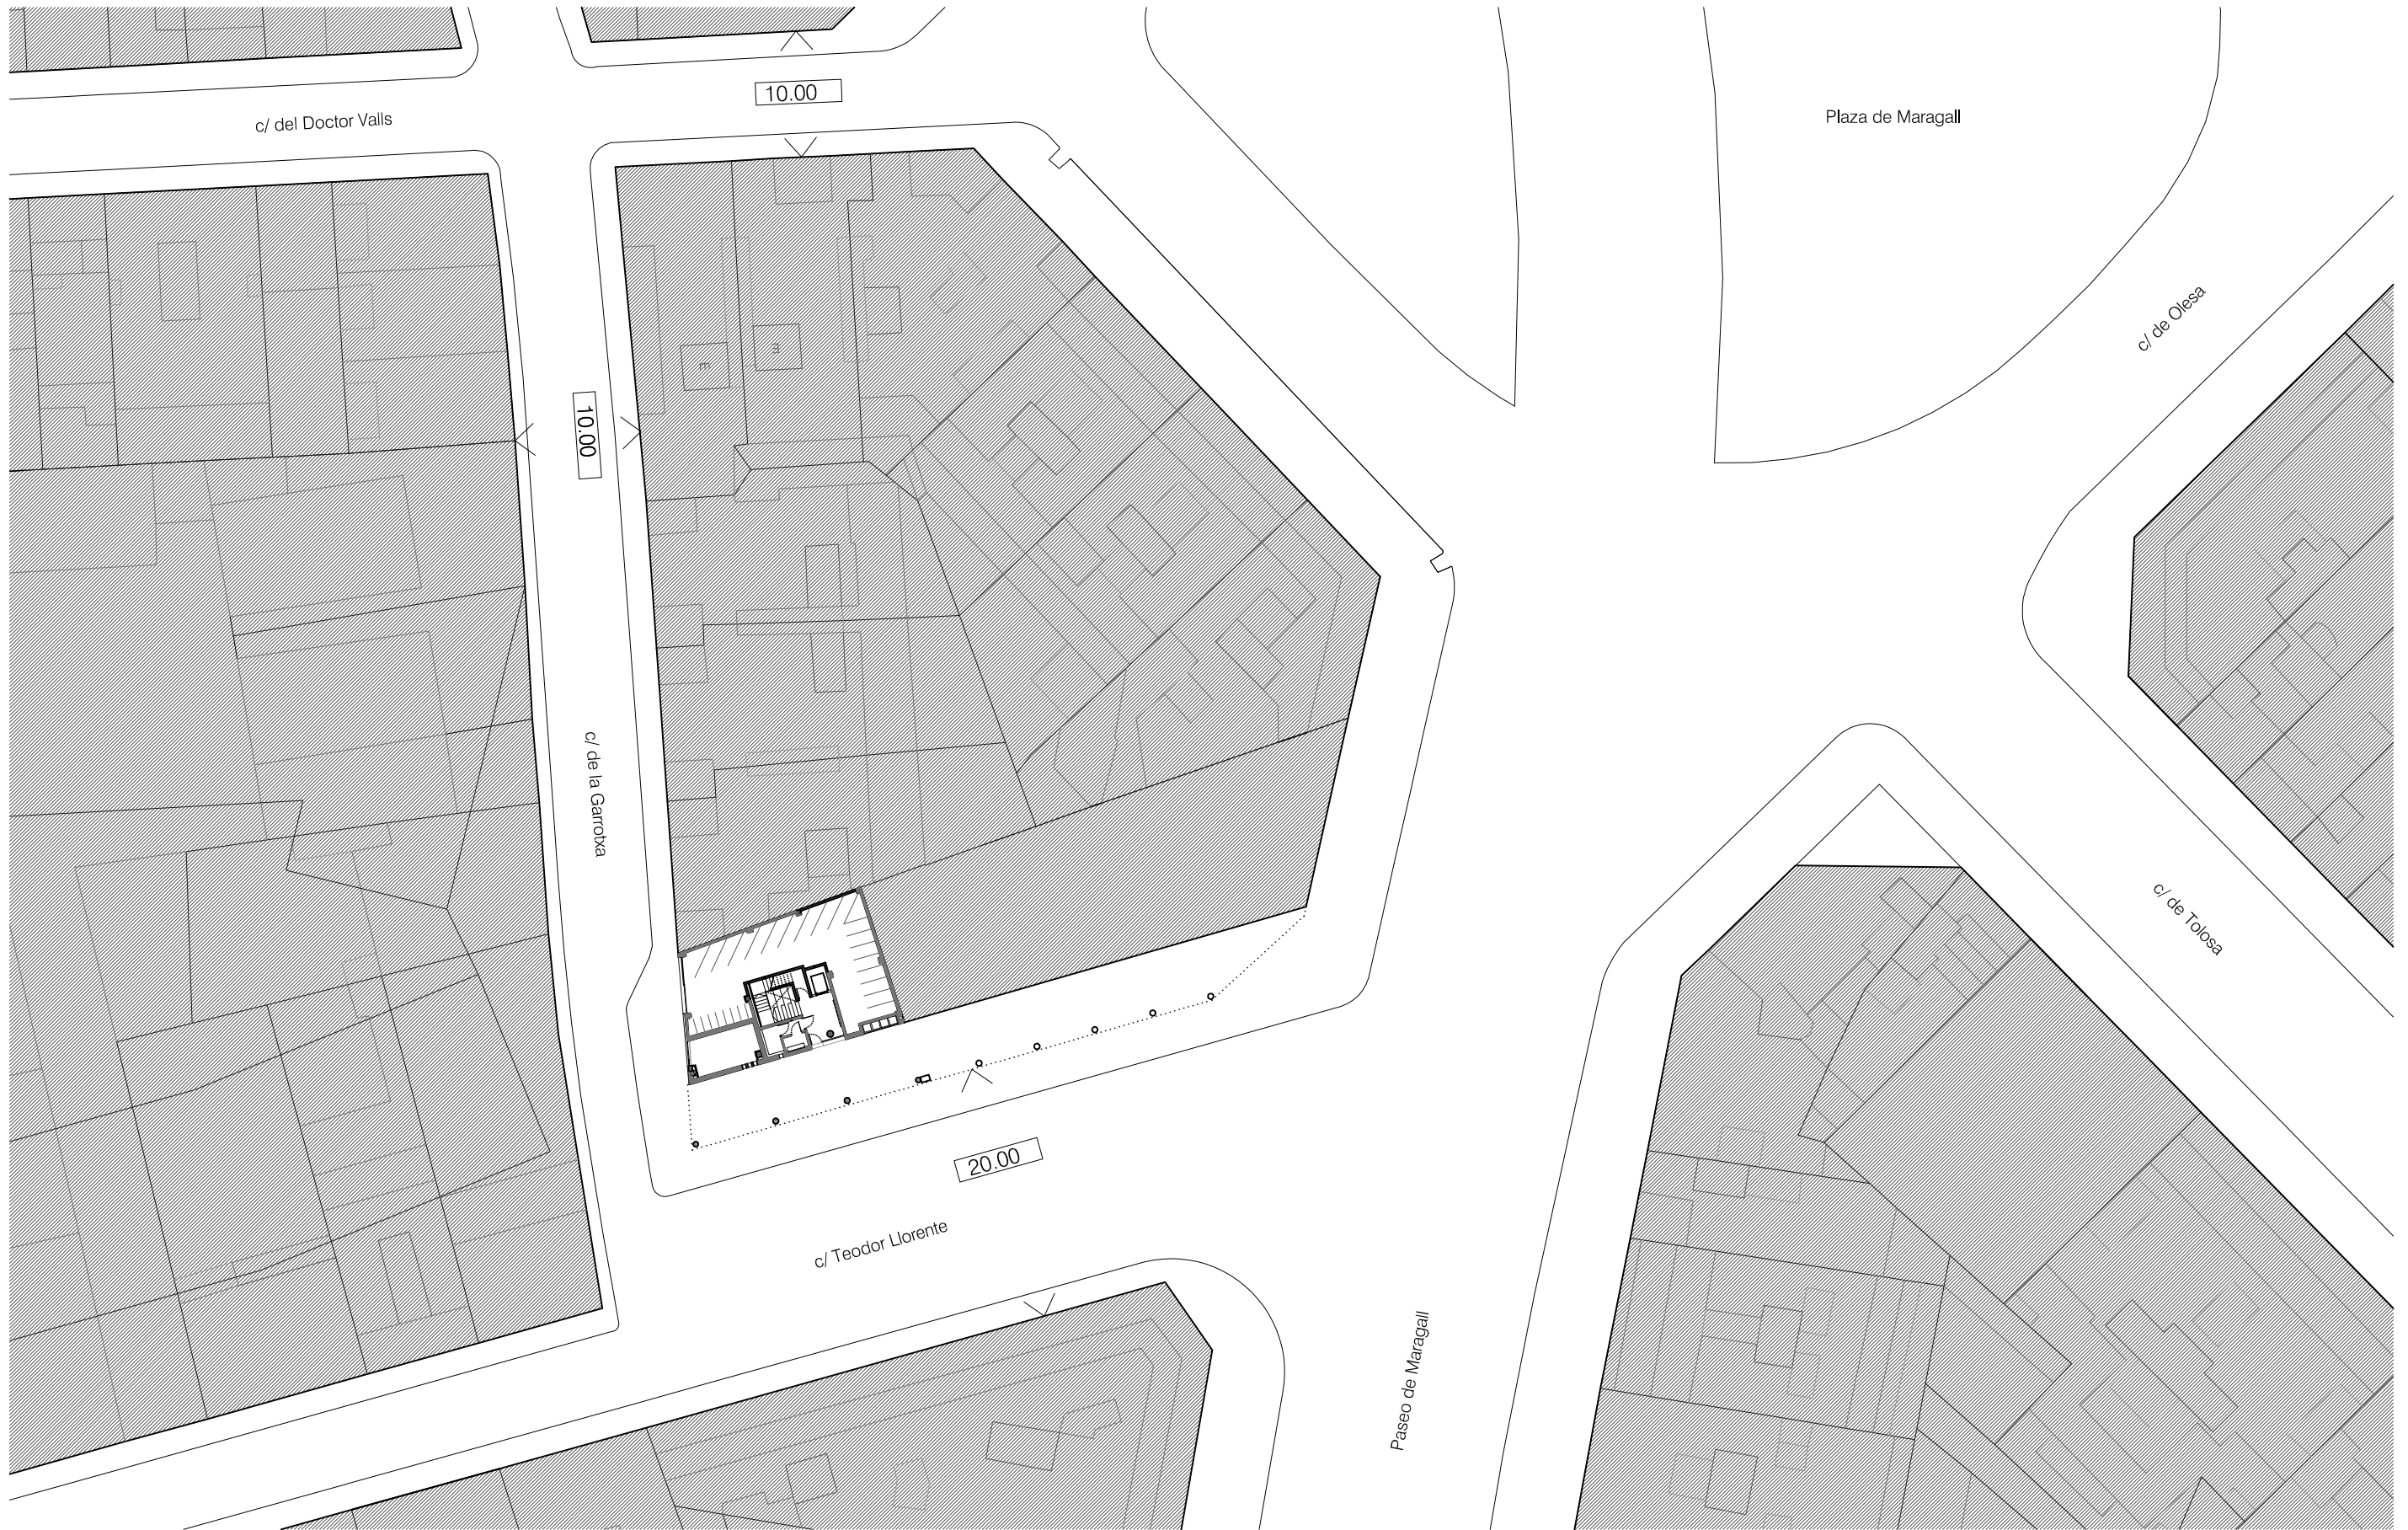 10.00
c/ del Doctor Valls
Plaza de Maragall
c/ de Olesa
E
E
10.00
c/ de la Garrotxa
c/ de Tolosa
20.00
c/ Teodor Llorente
Paseo de Maragall